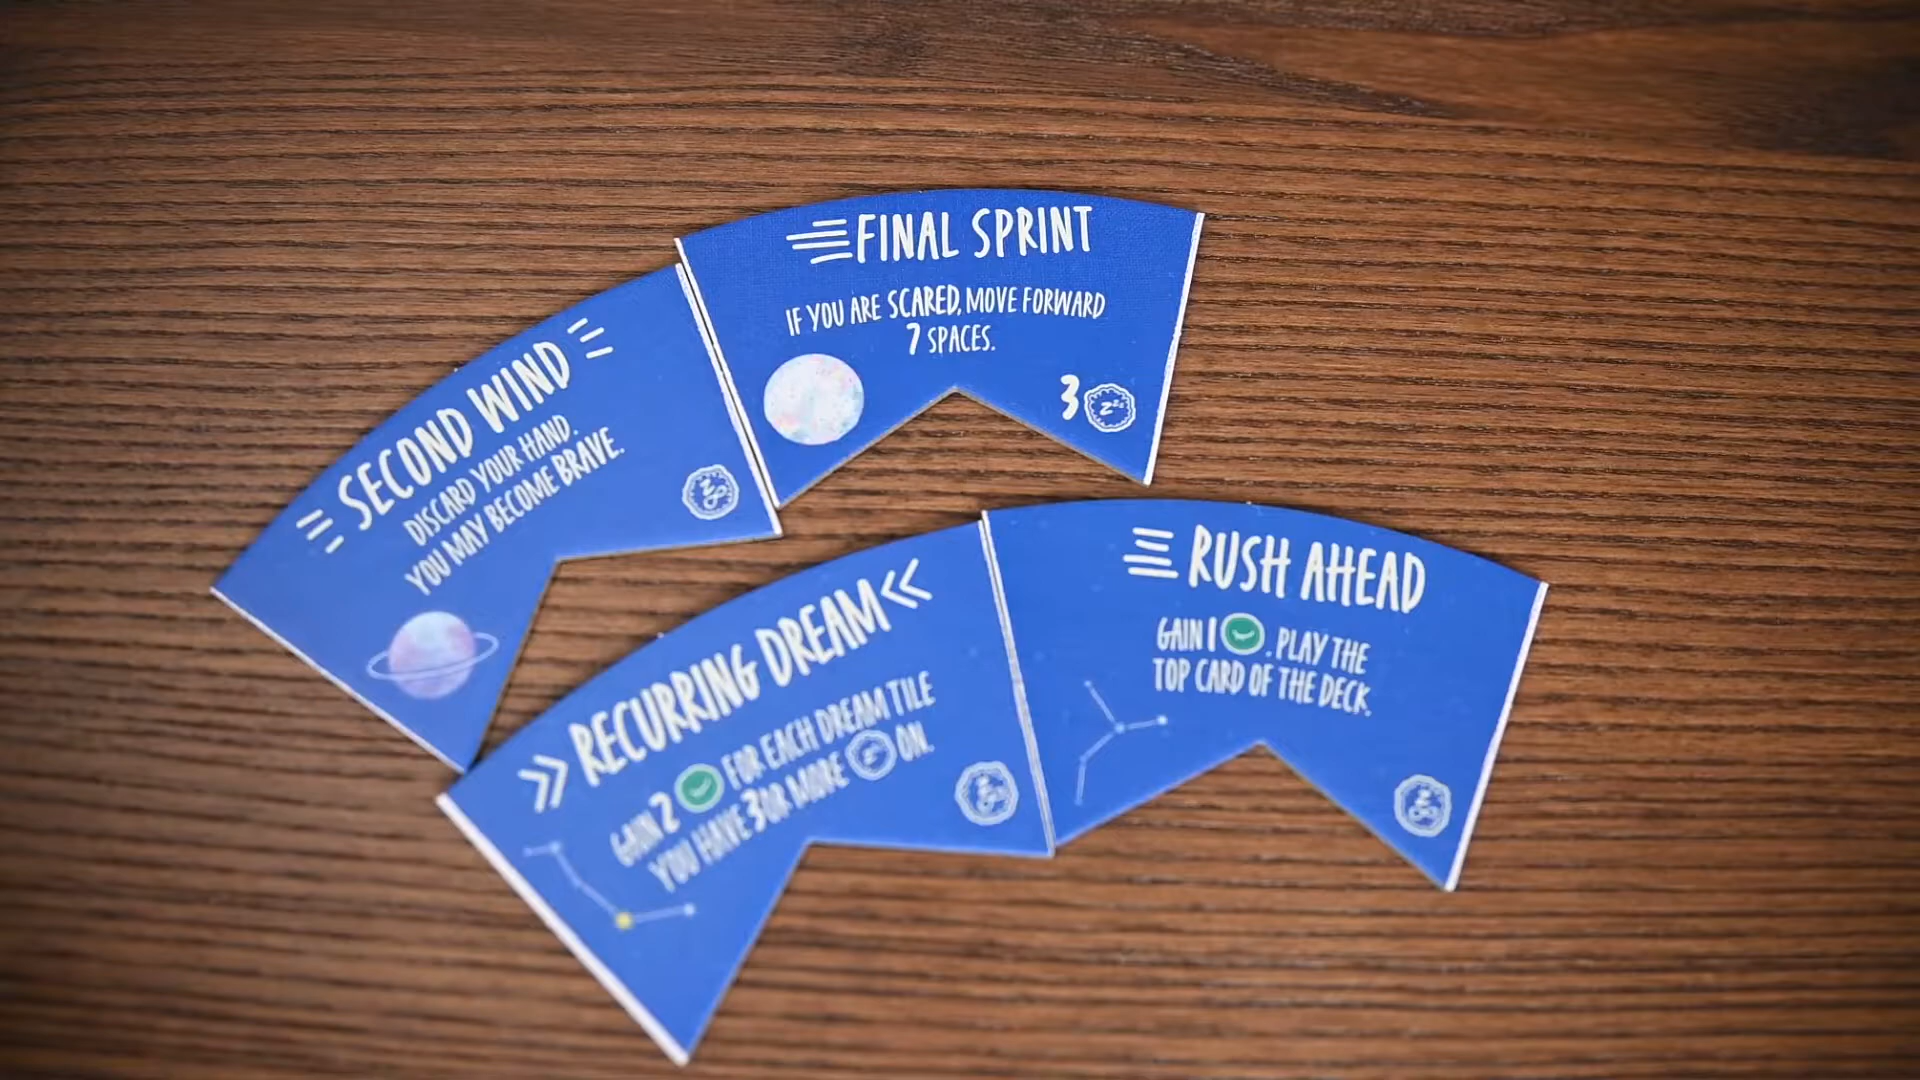 FINAL SPRINT
IF YOU ARE SCARED, MOVE FORWARD
7 SPACES.
3 Zzz
SECOND WIND
DISCARD YOUR HAND.
YOU MAY BECOME BRAVE.
RECURRING DREAM
GAIN 2 FOR EACH DREAM TILE
YOU HAVE 3 OR MORE ON.
RUSH AHEAD
GAIN 1 . PLAY THE
TOP CARD OF THE DECK.